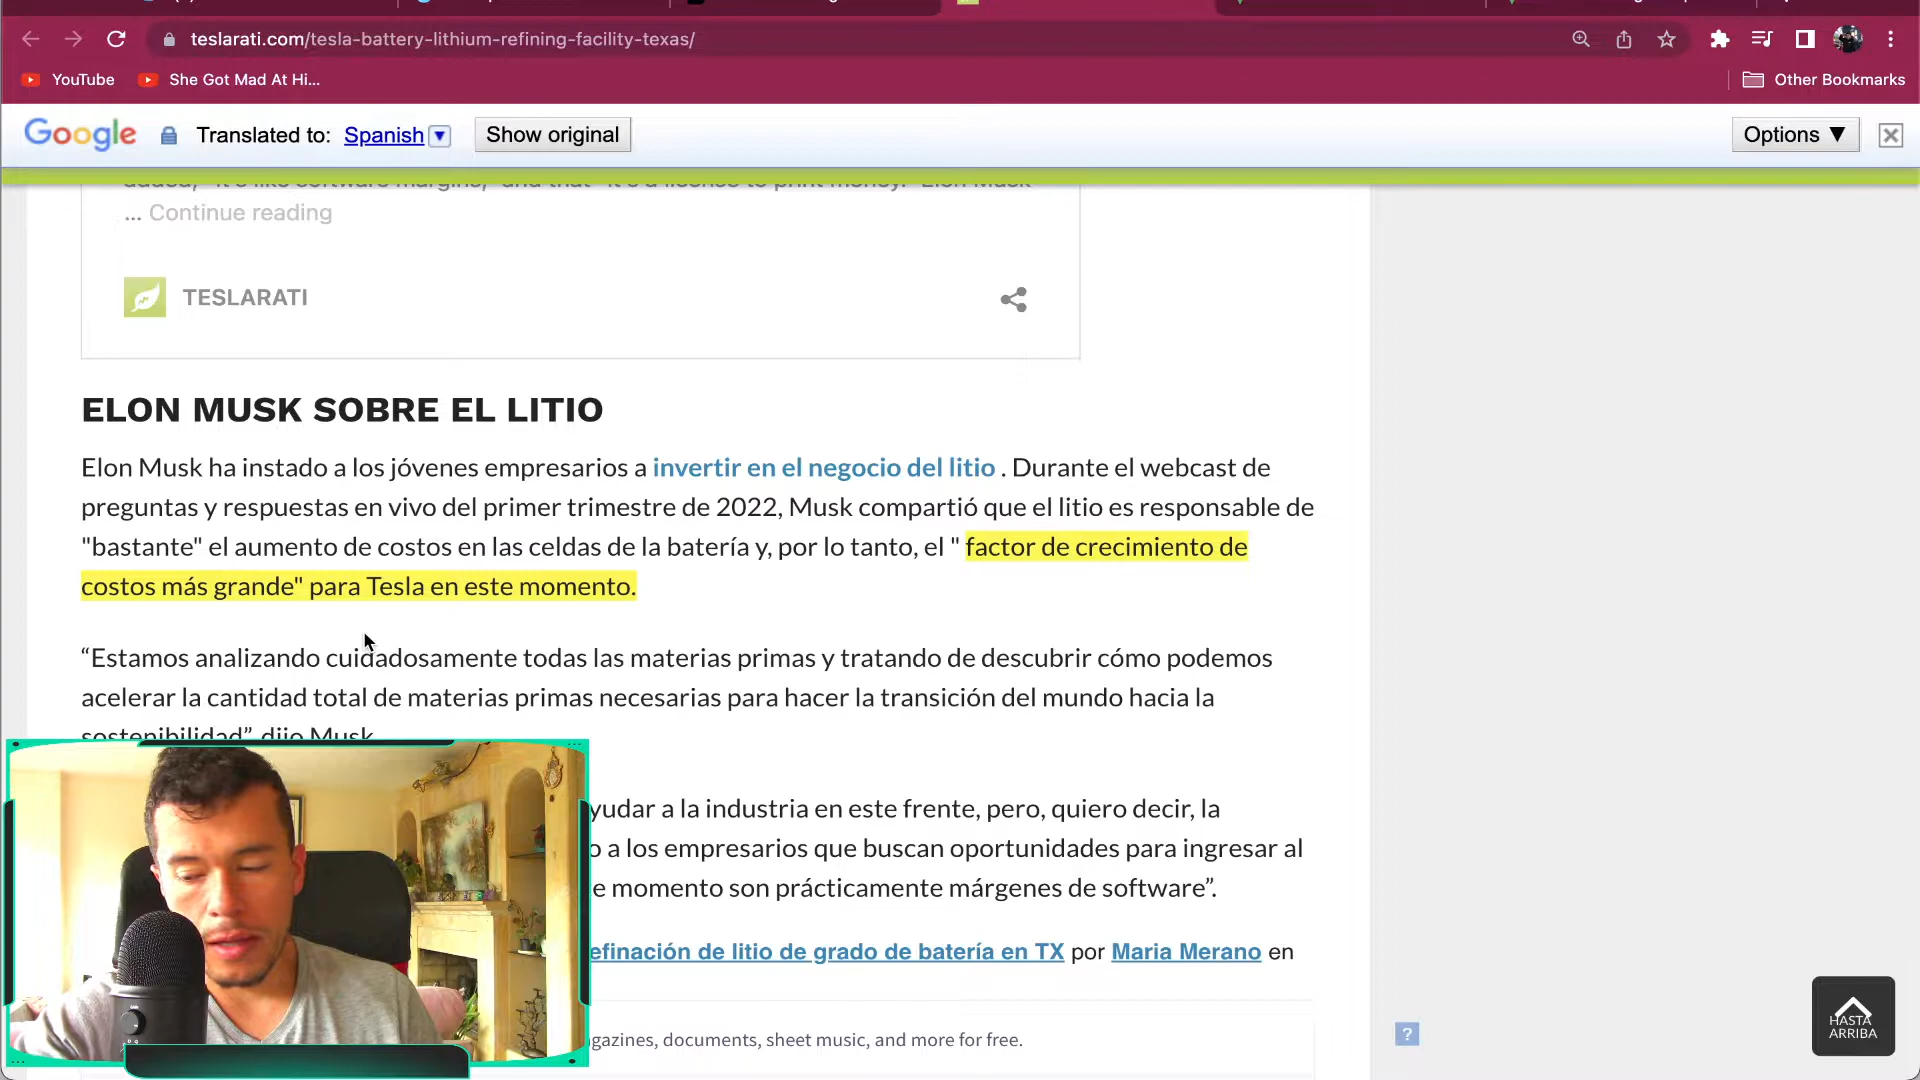 teslarati.com/tesla-battery-lithium-refining-facility-texas/
YouTube She Got Mad At Hi... Other Bookmarks
Google Translated to: Spanish ▼ Show original Options ▼
... Continue reading
TESLARATI
ELON MUSK SOBRE EL LITIO
Elon Musk ha instado a los jóvenes empresarios a invertir en el negocio del litio . Durante el webcast de
preguntas y respuestas en vivo del primer trimestre de 2022, Musk compartió que el litio es responsable de
"bastante" el aumento de costos en las celdas de la batería y, por lo tanto, el " factor de crecimiento de
costos más grande" para Tesla en este momento.
“Estamos analizando cuidadosamente todas las materias primas y tratando de descubrir cómo podemos
acelerar la cantidad total de materias primas necesarias para hacer la transición del mundo hacia la
sostenibilidad”, dijo Musk.
yudar a la industria en este frente, pero, quiero decir, la
o a los empresarios que buscan oportunidades para ingresar al
e momento son prácticamente márgenes de software”.
efinación de litio de grado de batería en TX por Maria Merano en
gazines, documents, sheet music, and more for free.
?
HASTA
ARRIBA